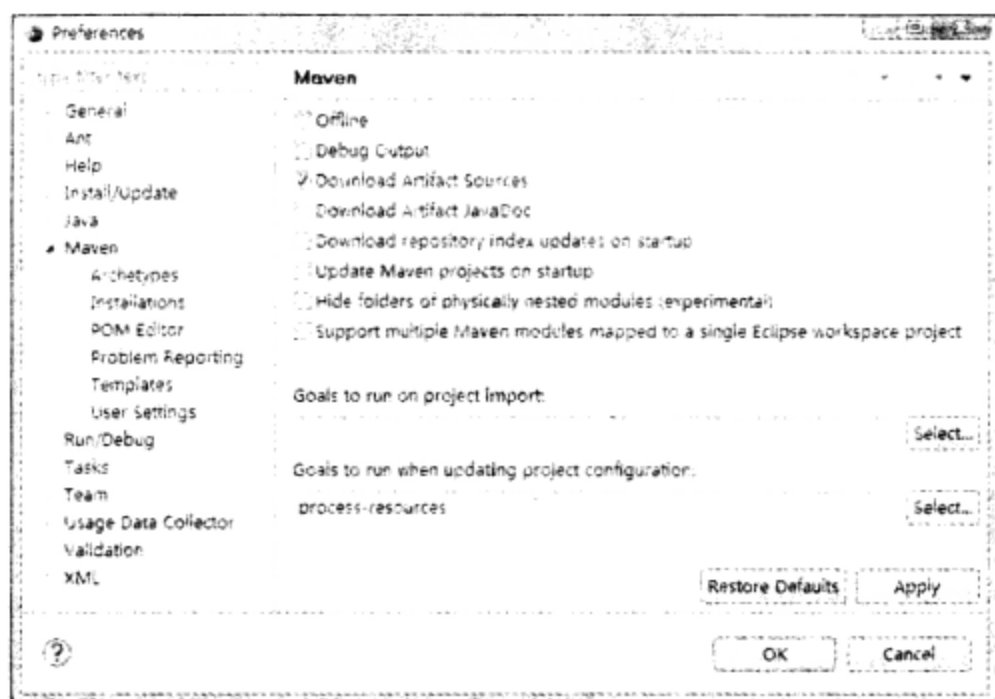 Preferences
type filter text
General
Ant
Help
Install/Update
Java
Maven
Archetypes
Installations
POM Editor
Problem Reporting
Templates
User Settings
Run/Debug
Tasks
Team
Usage Data Collector
Validation
XML
Maven
Offline
Debug Output
Download Artifact Sources
Download Artifact JavaDoc
Download repository index updates on startup
Update Maven projects on startup
Hide folders of physically nested modules (experimental)
Support multiple Maven modules mapped to a single Eclipse workspace project
Goals to run on project import:
Select...
Goals to run when updating project configuration:
process-resources
Select...
Restore Defaults
Apply
?
OK
Cancel